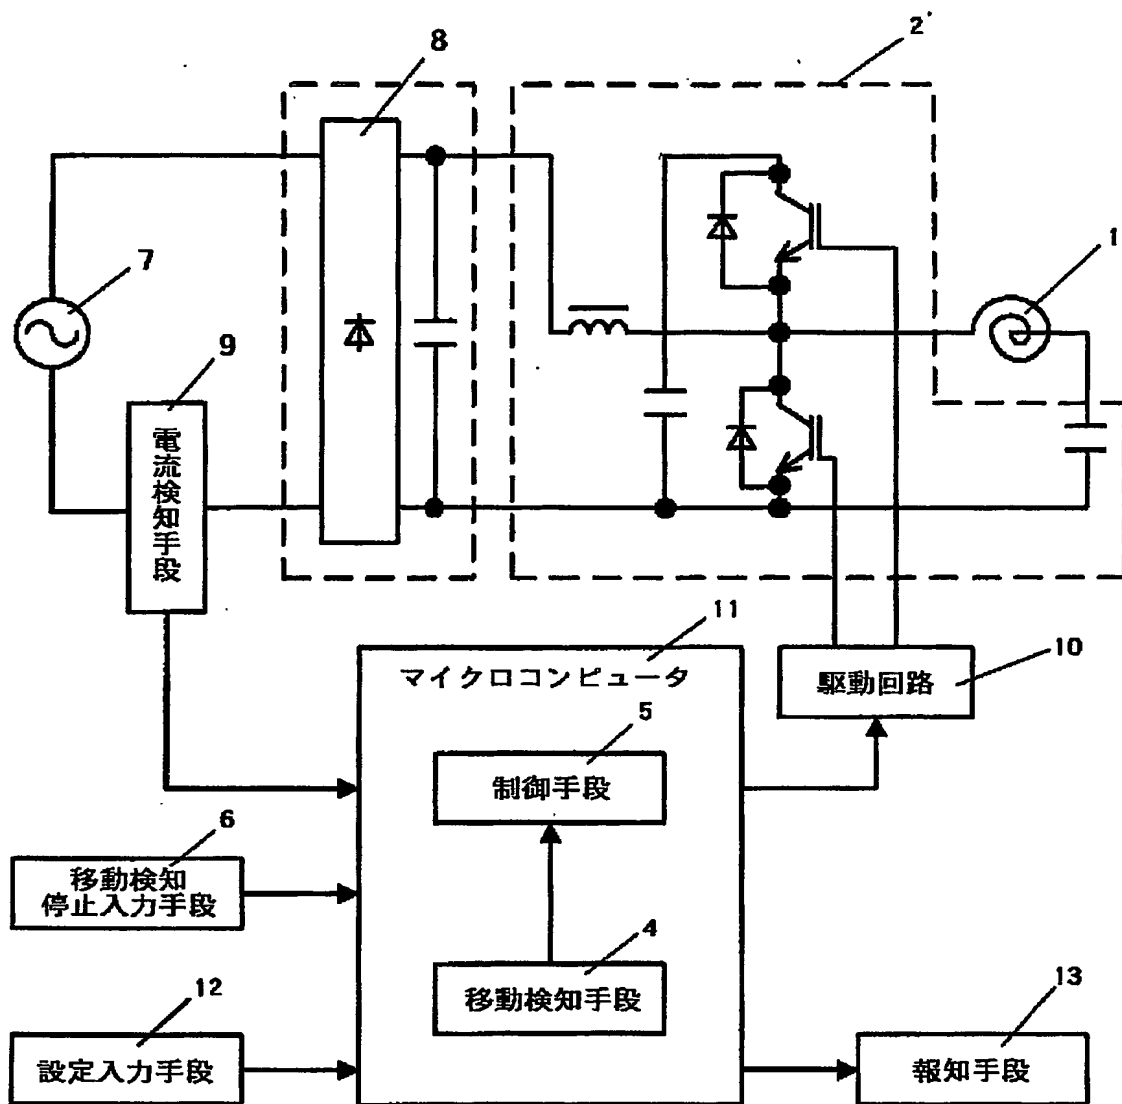 2
8
7
1
9
電流検知手段
11
マイクロコンピュータ
10
駆動回路
5
制御手段
6
移動検知
停止入力手段
4
移動検知手段
12
設定入力手段
13
報知手段